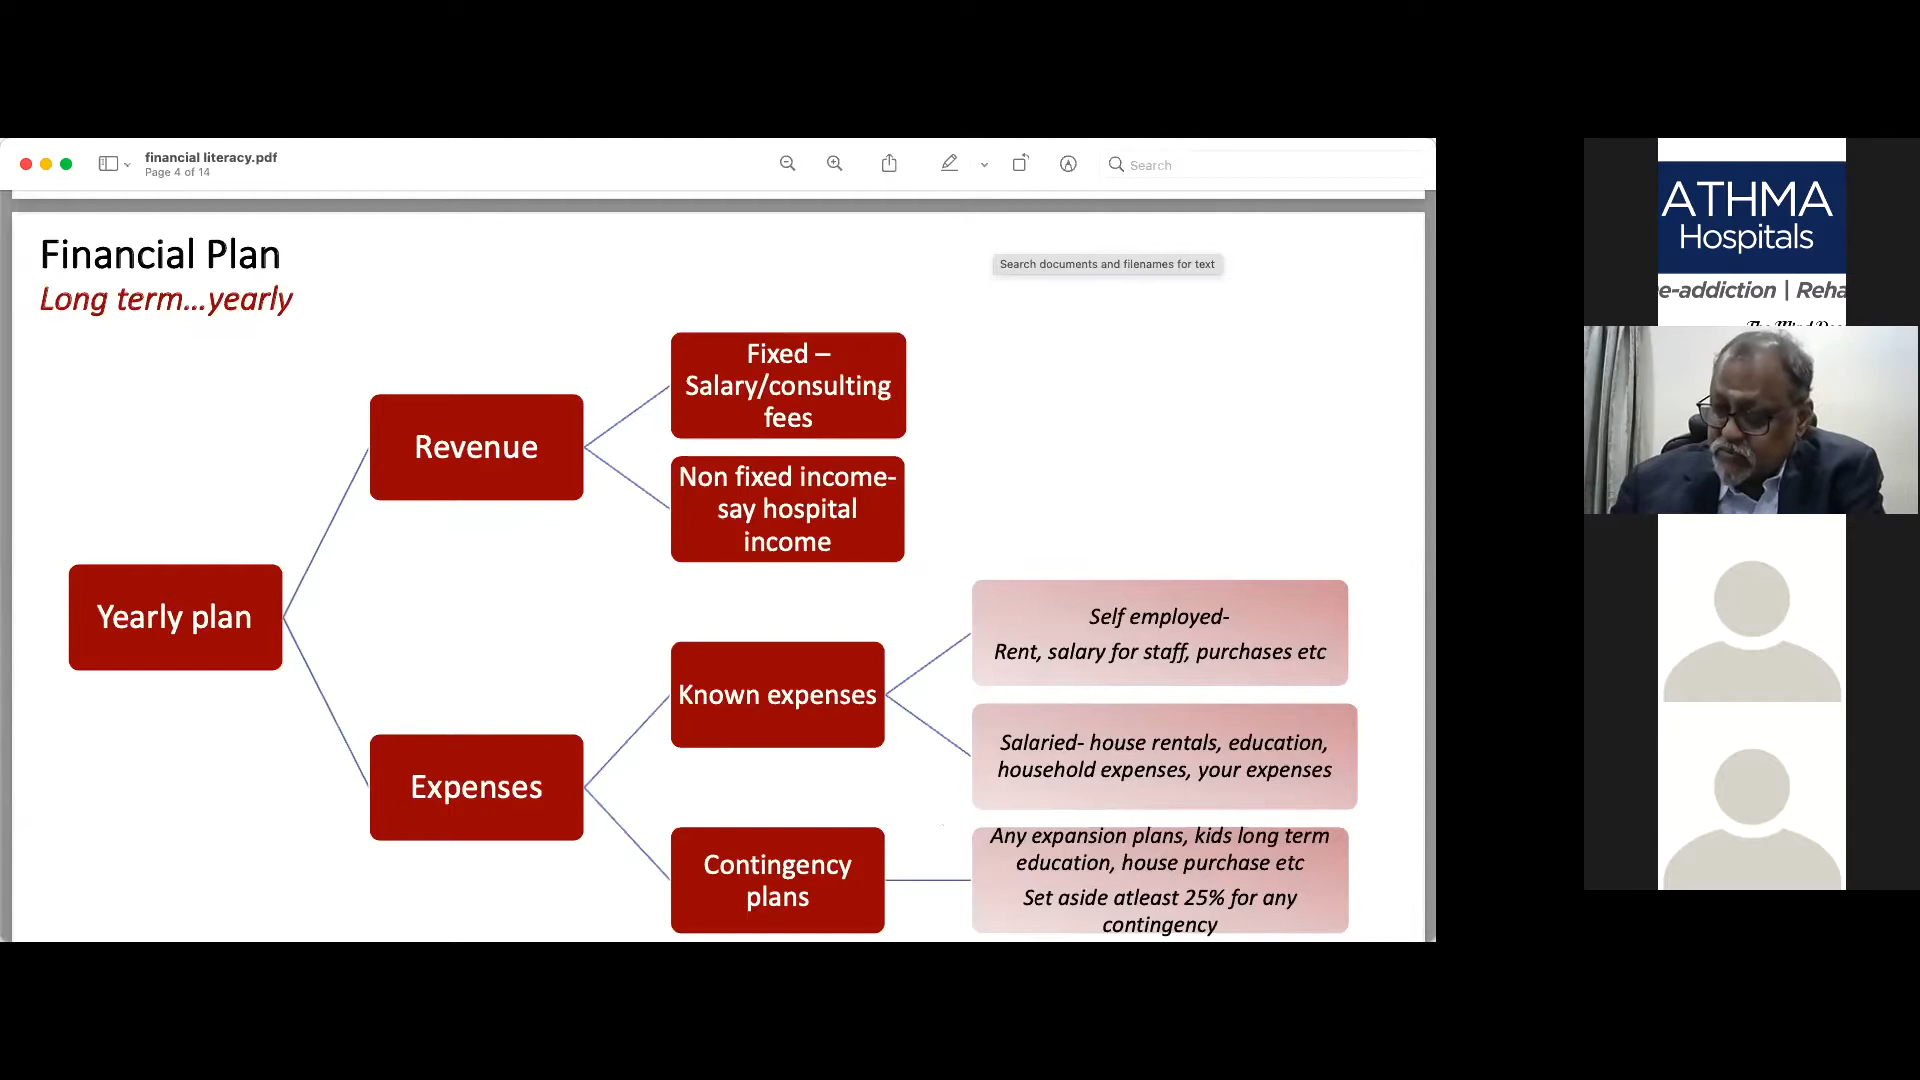 financial literacy.pdf
Page 4 of 14
Search
Financial Plan
Long term...yearly
Search documents and filenames for text
Yearly plan
Revenue
Fixed –
Salary/consulting
fees
Non fixed income-
say hospital
income
Expenses
Known expenses
Self employed-
Rent, salary for staff, purchases etc
Salaried- house rentals, education,
household expenses, your expenses
Contingency
plans
Any expansion plans, kids long term
education, house purchase etc
Set aside atleast 25% for any
contingency
ATHMA
Hospitals
e-addiction | Reha